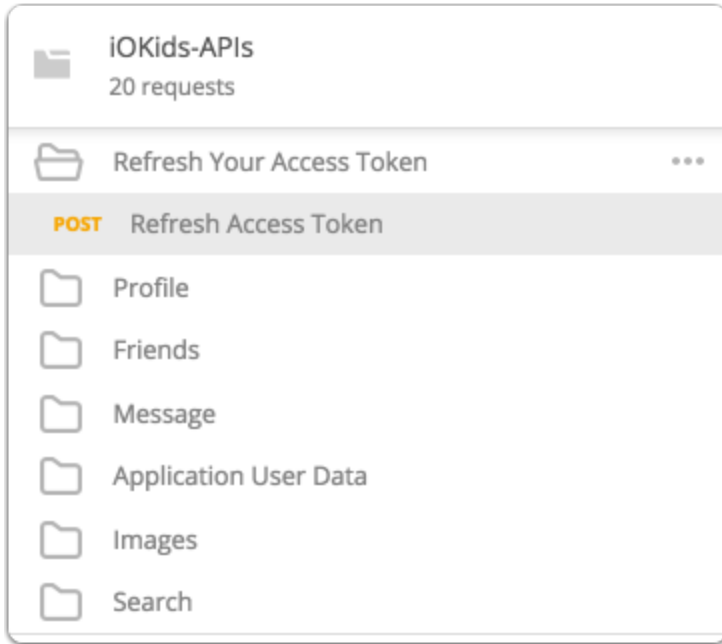 iOKids-APIs
20 requests
Refresh Your Access Token
POST Refresh Access Token
Profile
Friends
Message
Application User Data
Images
Search